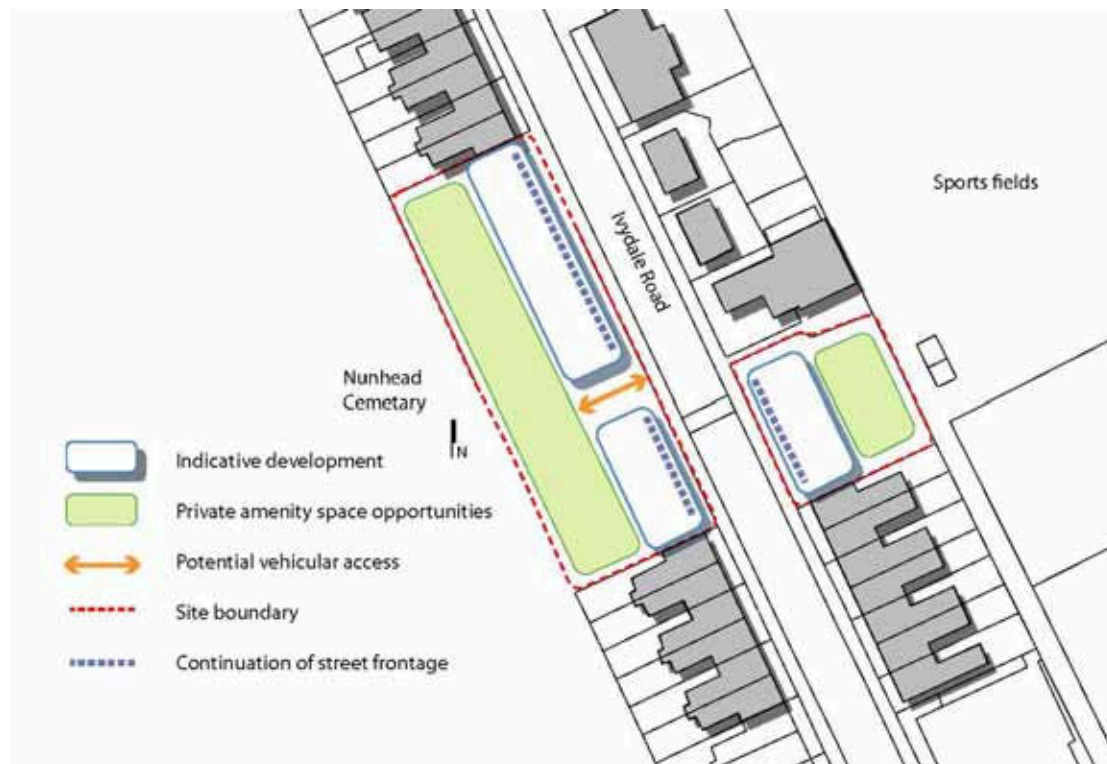 Sports fields
Ivydale Road
Nunhead
Cemetary
N
Indicative development
Private amenity space opportunities
Potential vehicular access
Site boundary
Continuation of street frontage